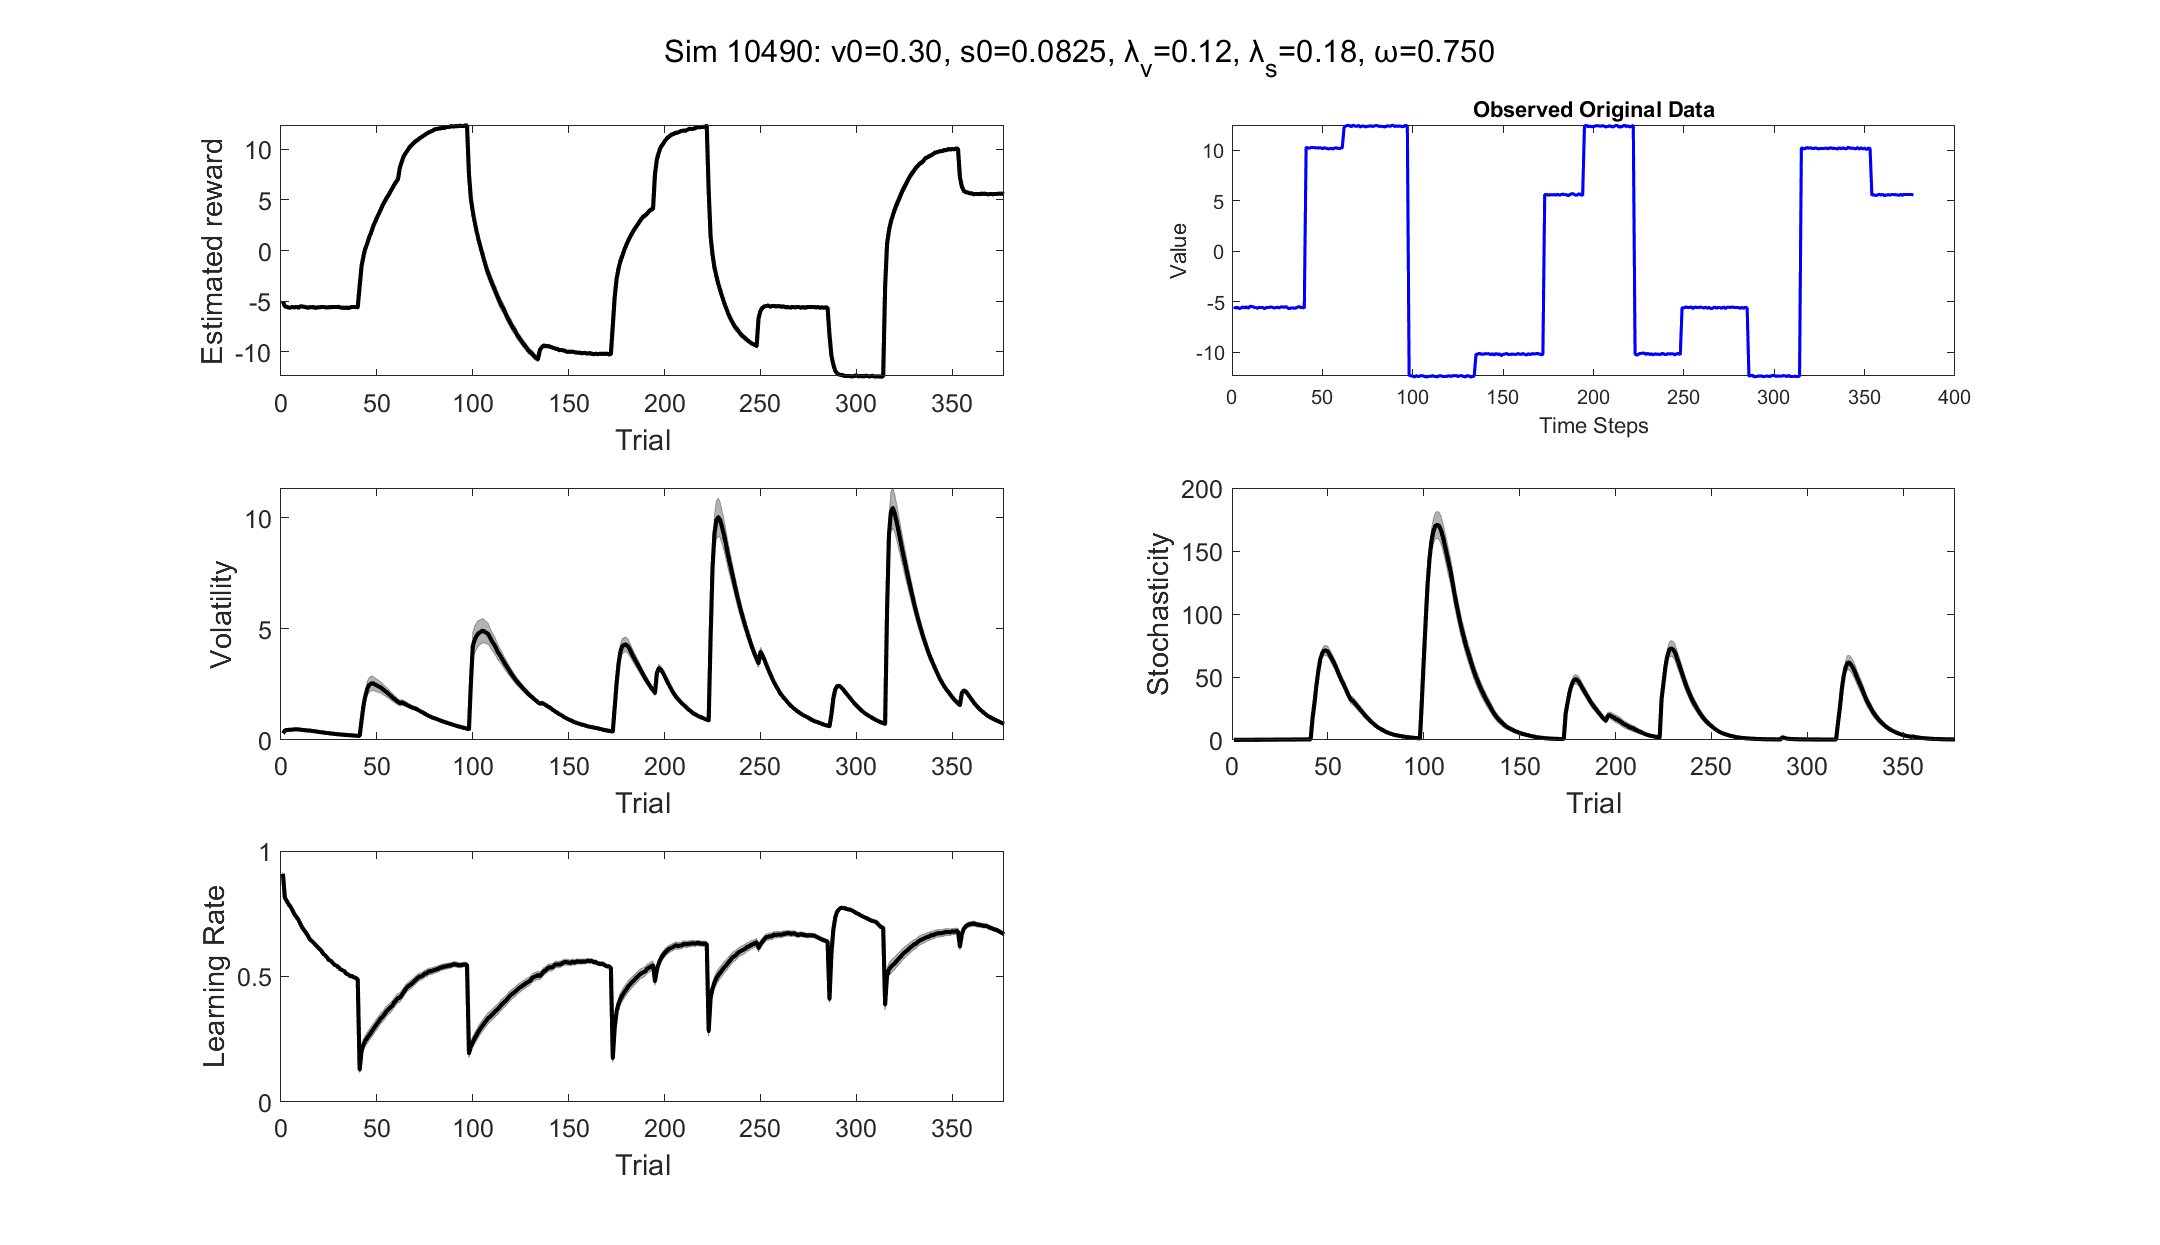 Sim 10490: v0=0.30, s0=0.0825, λ_v=0.12, λ_s=0.18, ω=0.750
Estimated reward
10
5
0
-5
-10
0 50 100 150 200 250 300 350
Trial
Observed Original Data
Value
10
5
0
-5
-10
0 50 100 150 200 250 300 350 400
Time Steps
Volatility
10
5
0
0 50 100 150 200 250 300 350
Trial
Stochasticity
200
150
100
50
0
0 50 100 150 200 250 300 350
Trial
Learning Rate
1
0.5
0
0 50 100 150 200 250 300 350
Trial